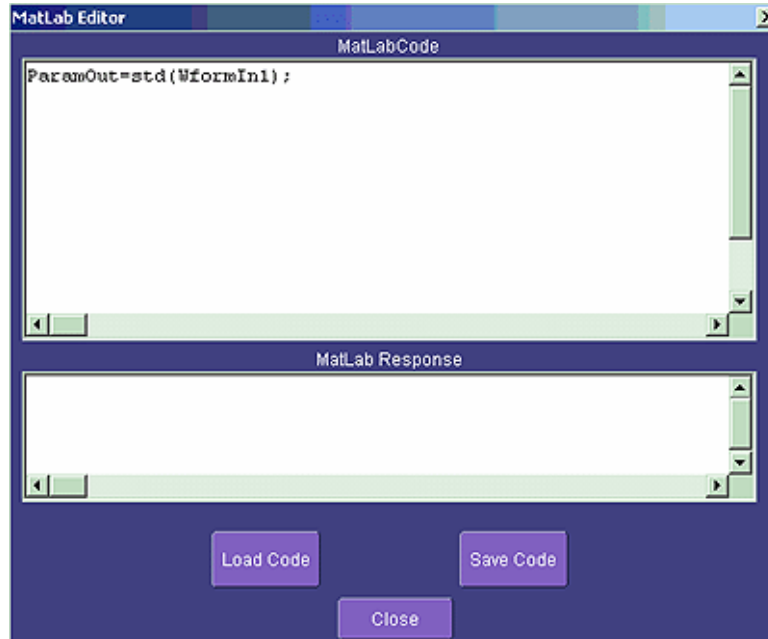 MatLab Editor
MatLabCode
ParamOut=std(WformIn1);
MatLab Response
Load Code
Save Code
Close